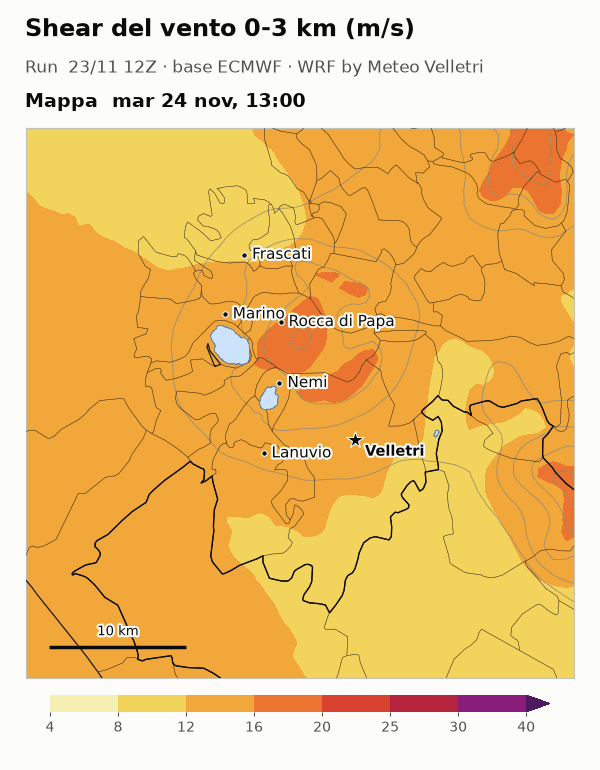 Shear del vento 0-3 km (m/s)
Run  23/11 12Z · base ECMWF · WRF by Meteo Velletri
Mappa  mar 24 nov, 13:00
Frascati
Marino
Rocca di Papa
Nemi
Velletri
Lanuvio
10 km
4 8 12 16 20 25 30 40